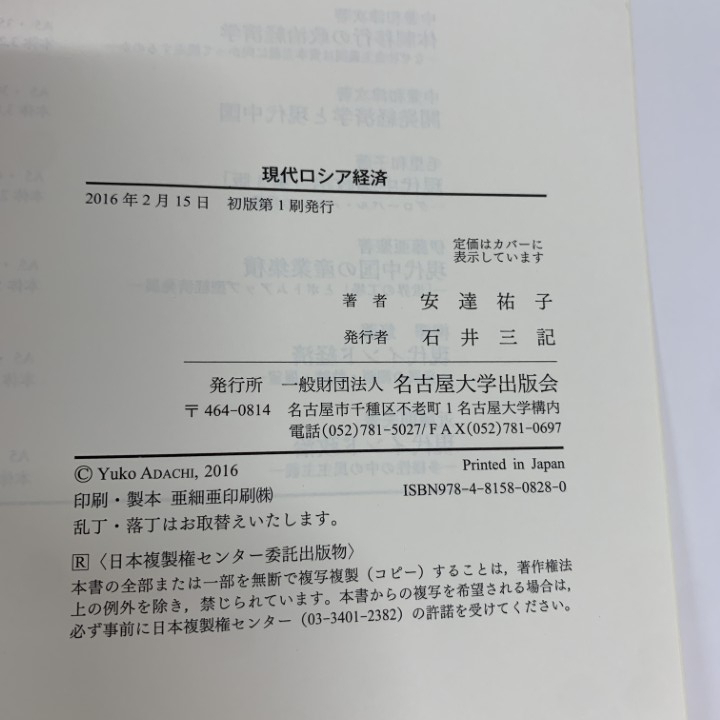 現代ロシア経済
2016年2月15日 初版第1刷発行
定価はカバーに
表示しています
著者 安達祐子
発行者 石井三記
発行所 一般財団法人 名古屋大学出版会
〒464-0814 名古屋市千種区不老町1名古屋大学構内
電話(052)781-5027/FAX(052)781-0697
© Yuko ADACHI, 2016
Printed in Japan
印刷・製本 亜細亜印刷㈱
ISBN978-4-8158-0828-0
乱丁・落丁はお取替えいたします。
R〈日本複製権センター委託出版物〉
本書の全部または一部を無断で複写複製（コピー）することは，著作権法
上の例外を除き，禁じられています。本書からの複写を希望される場合は，
必ず事前に日本複製権センター（03-3401-2382）の許諾を受けてください。